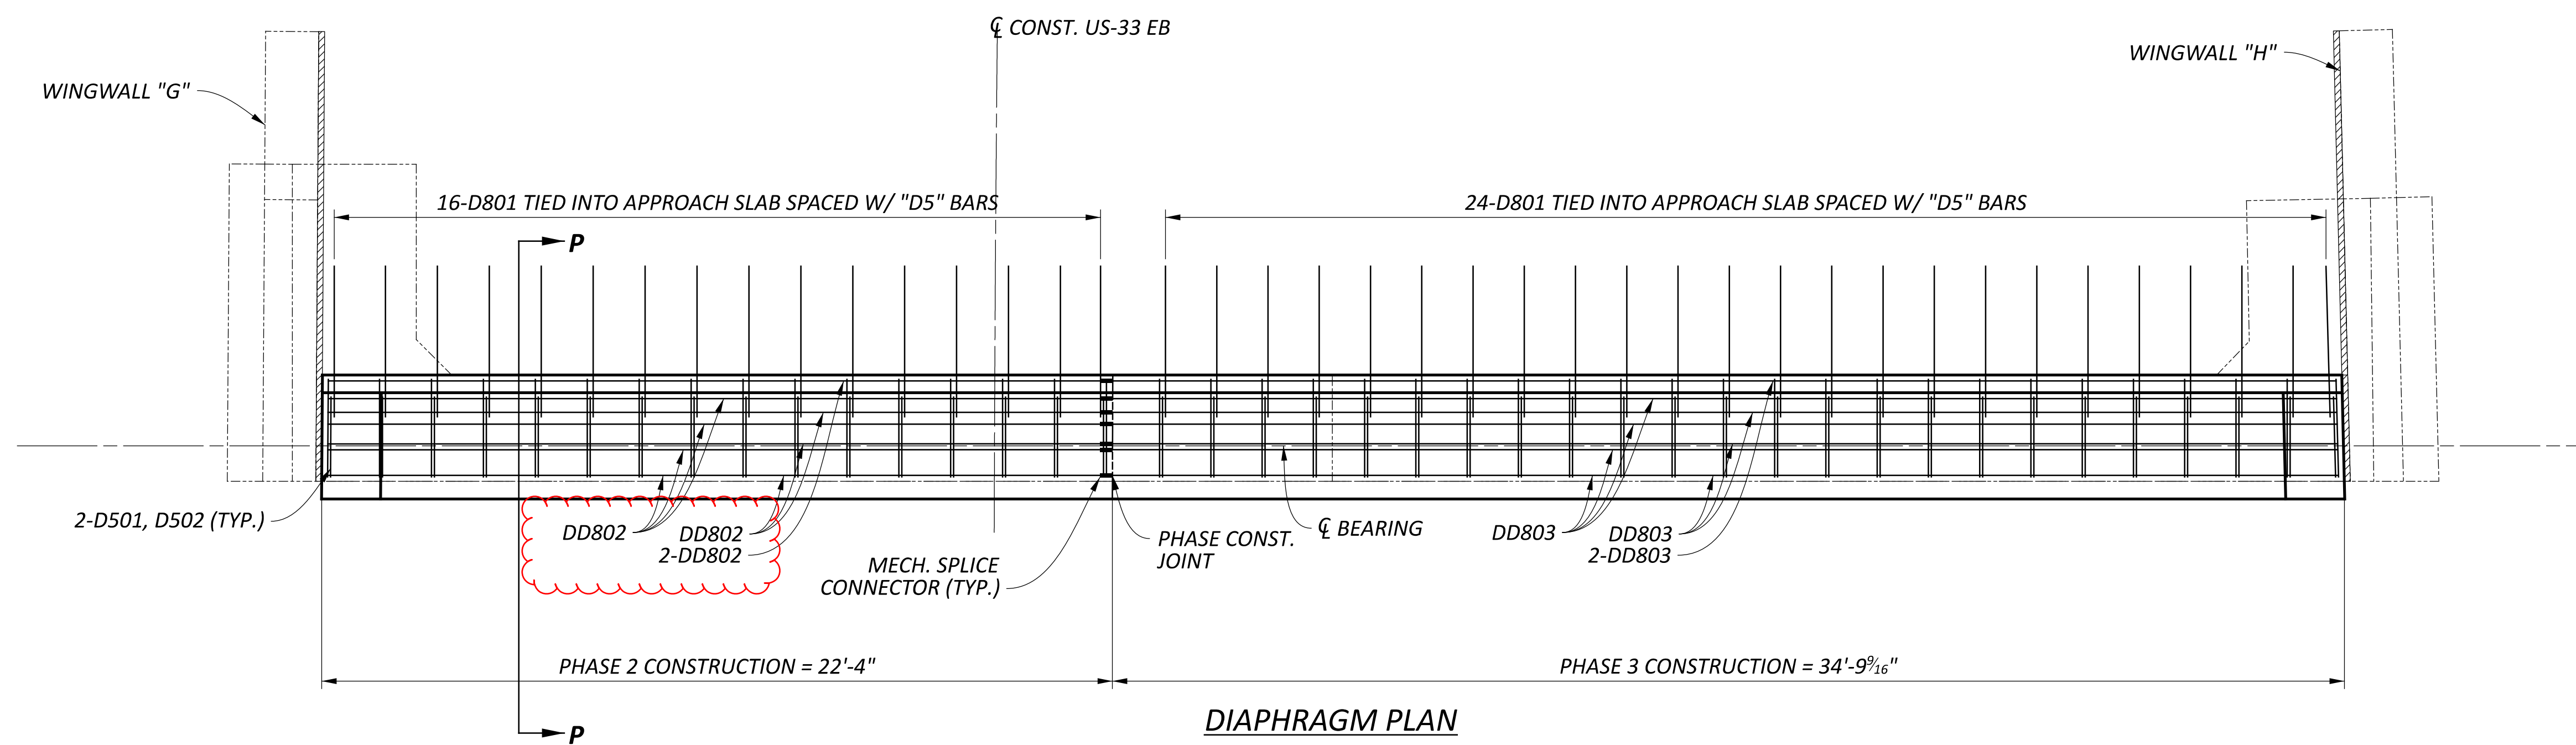 ℄ CONST. US-33 EB
WINGWALL "G"
WINGWALL "H"
16-D801 TIED INTO APPROACH SLAB SPACED W/ "D5" BARS
24-D801 TIED INTO APPROACH SLAB SPACED W/ "D5" BARS
P
2-D501, D502 (TYP.)
DD802
DD802
2-DD802
MECH. SPLICE
CONNECTOR (TYP.)
PHASE CONST.
JOINT
℄ BEARING
DD803
DD803
2-DD803
PHASE 2 CONSTRUCTION = 22'-4"
PHASE 3 CONSTRUCTION = 34'-9 9/16"
P
DIAPHRAGM PLAN